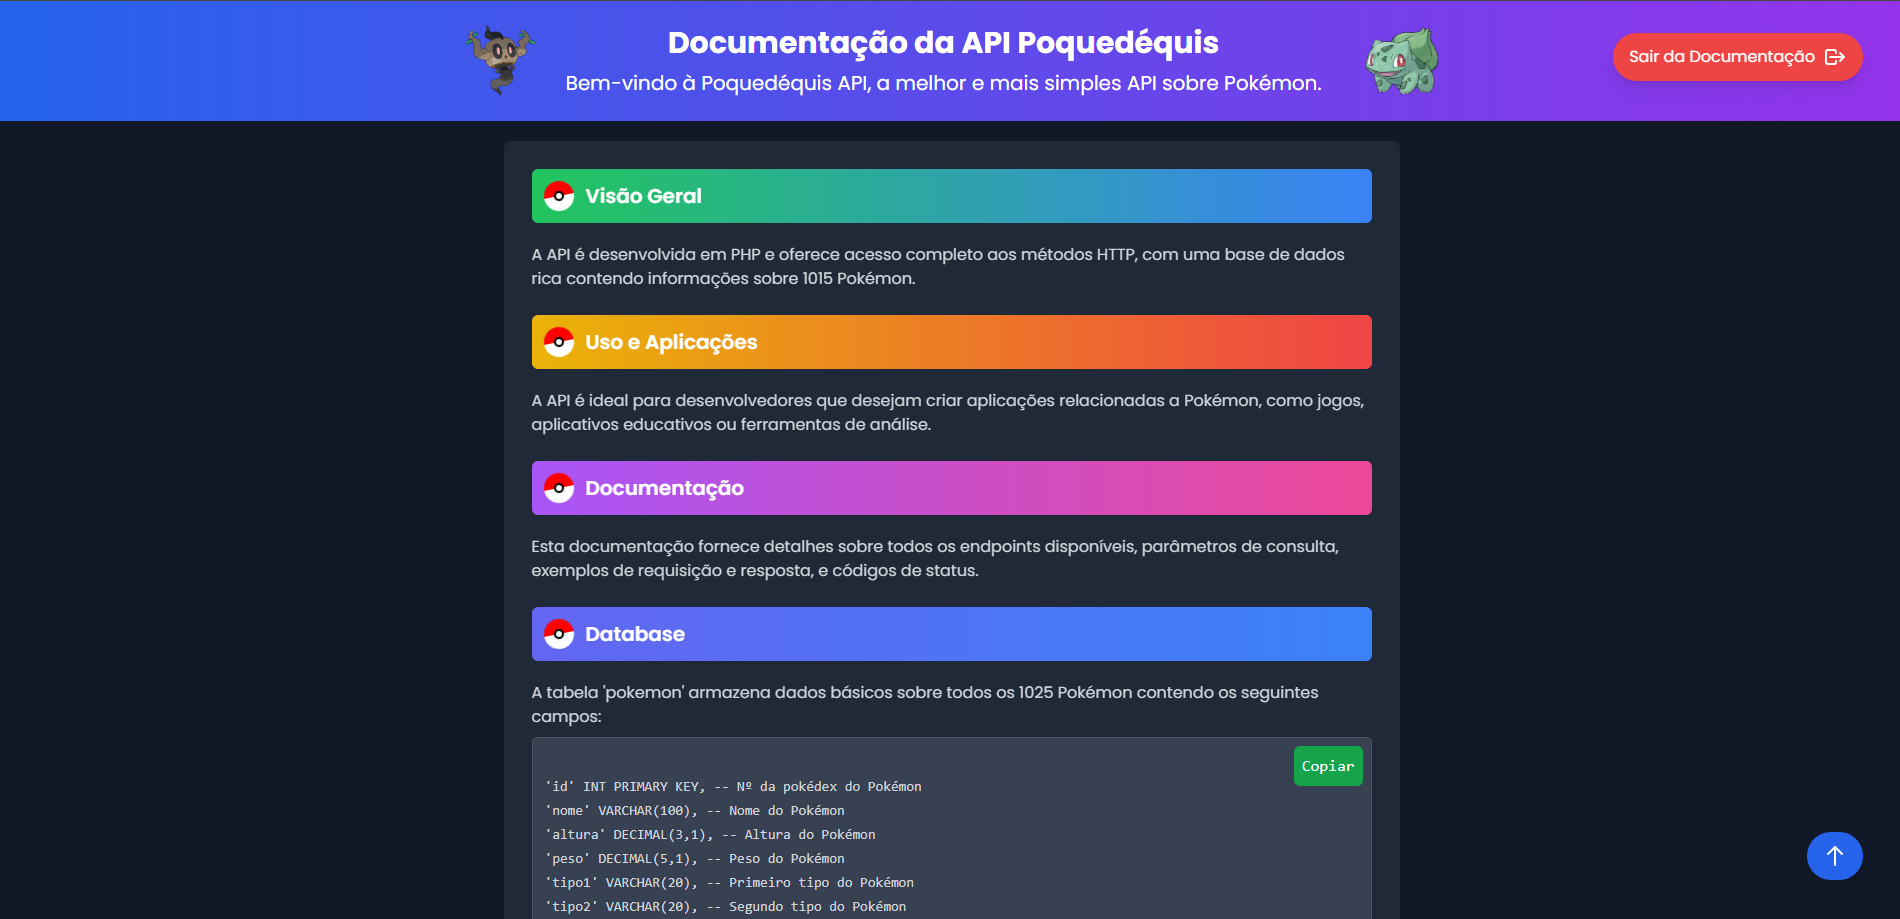 Documentação da API Poquedéquis
Bem-vindo à Poquedéquis API, a melhor e mais simples API sobre Pokémon.
Sair da Documentação
Visão Geral
A API é desenvolvida em PHP e oferece acesso completo aos métodos HTTP, com uma base de dados
rica contendo informações sobre 1015 Pokémon.
Uso e Aplicações
A API é ideal para desenvolvedores que desejam criar aplicações relacionadas a Pokémon, como jogos,
aplicativos educativos ou ferramentas de análise.
Documentação
Esta documentação fornece detalhes sobre todos os endpoints disponíveis, parâmetros de consulta,
exemplos de requisição e resposta, e códigos de status.
Database
A tabela 'pokemon' armazena dados básicos sobre todos os 1025 Pokémon contendo os seguintes
campos:
Copiar
'id' INT PRIMARY KEY, -- Nº da pokédex do Pokémon
'nome' VARCHAR(100), -- Nome do Pokémon
'altura' DECIMAL(3,1), -- Altura do Pokémon
'peso' DECIMAL(5,1), -- Peso do Pokémon
'tipo1' VARCHAR(20), -- Primeiro tipo do Pokémon
'tipo2' VARCHAR(20), -- Segundo tipo do Pokémon